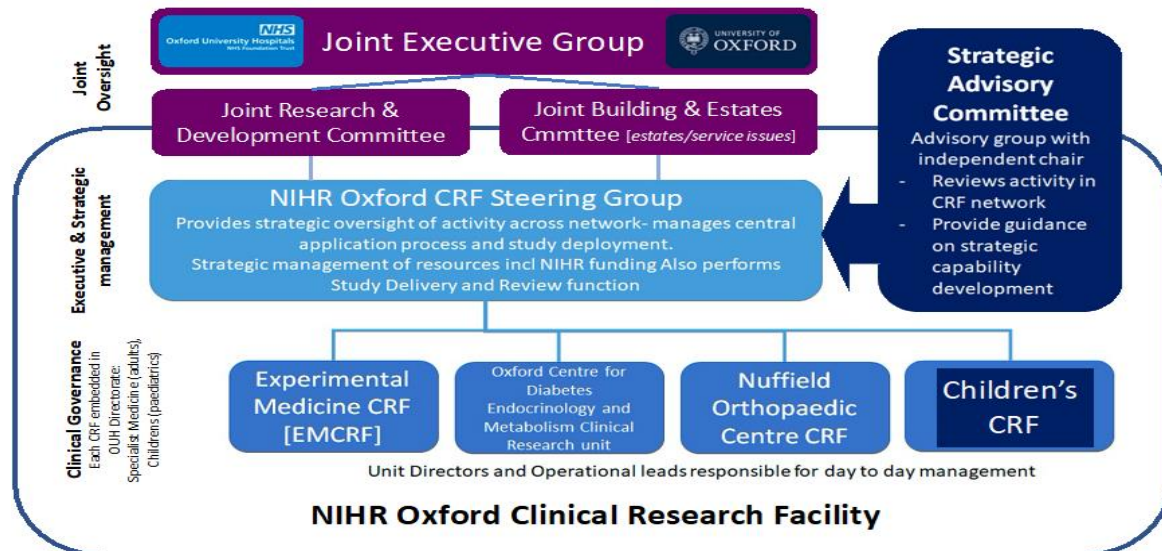 NHS
Oxford University Hospitals
NHS Foundation Trust
Joint Executive Group
UNIVERSITY OF
OXFORD
Joint
Oversight
Joint Research &
Development Committee
Joint Building & Estates
Cmmttee [estates/service issues]
Strategic
Advisory
Committee
Advisory group with
independent chair
- Reviews activity in
CRF network
- Provide guidance
on strategic
capability
development
Executive & Strategic
management
NIHR Oxford CRF Steering Group
Provides strategic oversight of activity across network- manages central
application process and study deployment.
Strategic management of resources incl NIHR funding Also performs
Study Delivery and Review function
Clinical Governance
Each CRF embedded in
OUH Directorate:
Specialist Medicine (adults),
Childrens (paediatrics)
Experimental
Medicine CRF
[EMCRF]
Oxford Centre for
Diabetes
Endocrinology and
Metabolism Clinical
Research unit
Nuffield
Orthopaedic
Centre CRF
Children's
CRF
Unit Directors and Operational leads responsible for day to day management
NIHR Oxford Clinical Research Facility